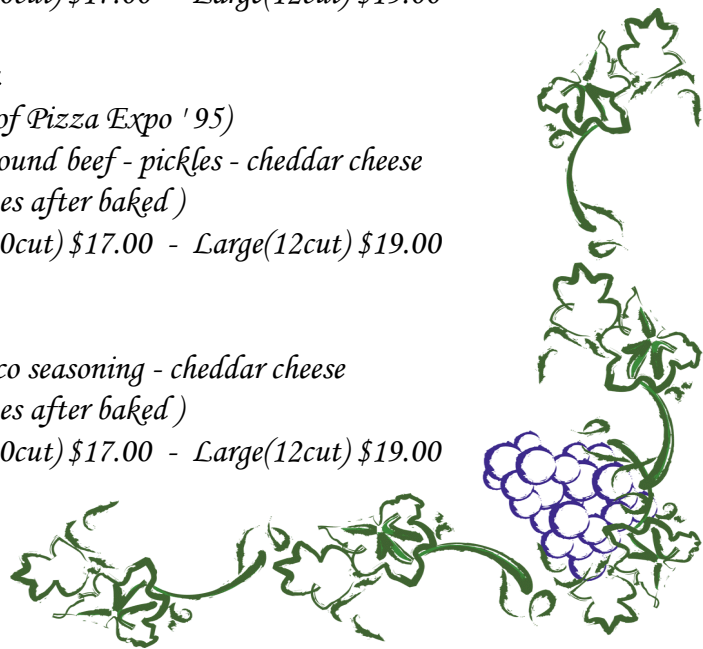 0cut) $17.00 - Large(12cut) $19.00
of Pizza Expo ' 95)
ound beef - pickles - cheddar cheese
es after baked )
0cut) $17.00 - Large(12cut) $19.00
co seasoning - cheddar cheese
es after baked )
0cut) $17.00 - Large(12cut) $19.00